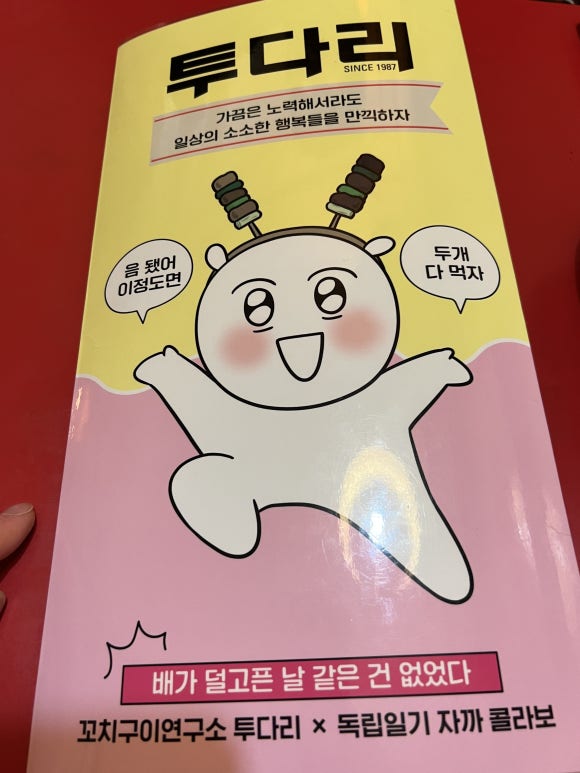 투다리
SINCE 1987
가끔은 노력해서라도
일상의 소소한 행복들을 만끽하자
음 됐어
이정도면
두개
다 먹자
배가 덜고픈 날 같은 건 없었다
꼬치구이연구소 투다리 × 독립일기 자까 콜라보